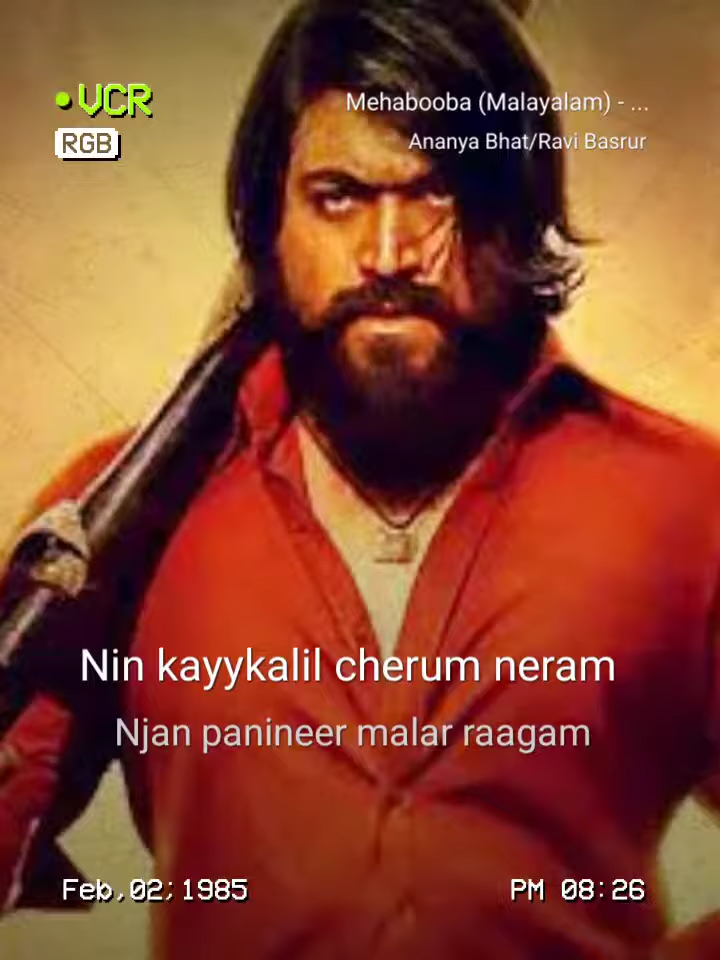 VCR
RGB
Mehabooba (Malayalam) - ...
Ananya Bhat/Ravi Basrur
Nin kayykalil cherum neram
Njan panineer malar raagam
Feb,02;1985
PM 08:26